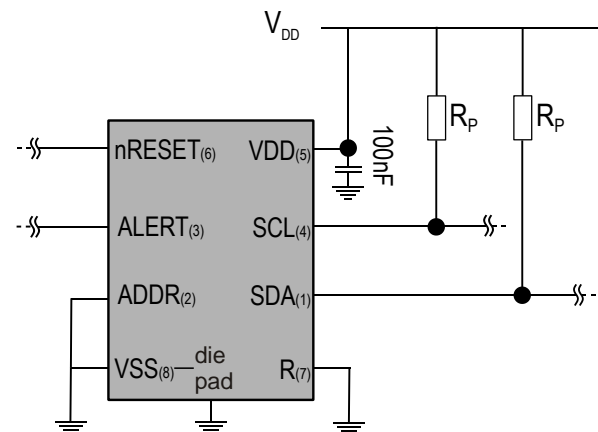 VDD
RP
RP
100nF
nRESET(6)
VDD(5)
ALERT(3)
SCL(4)
ADDR(2)
SDA(1)
VSS(8)
die
pad
R(7)